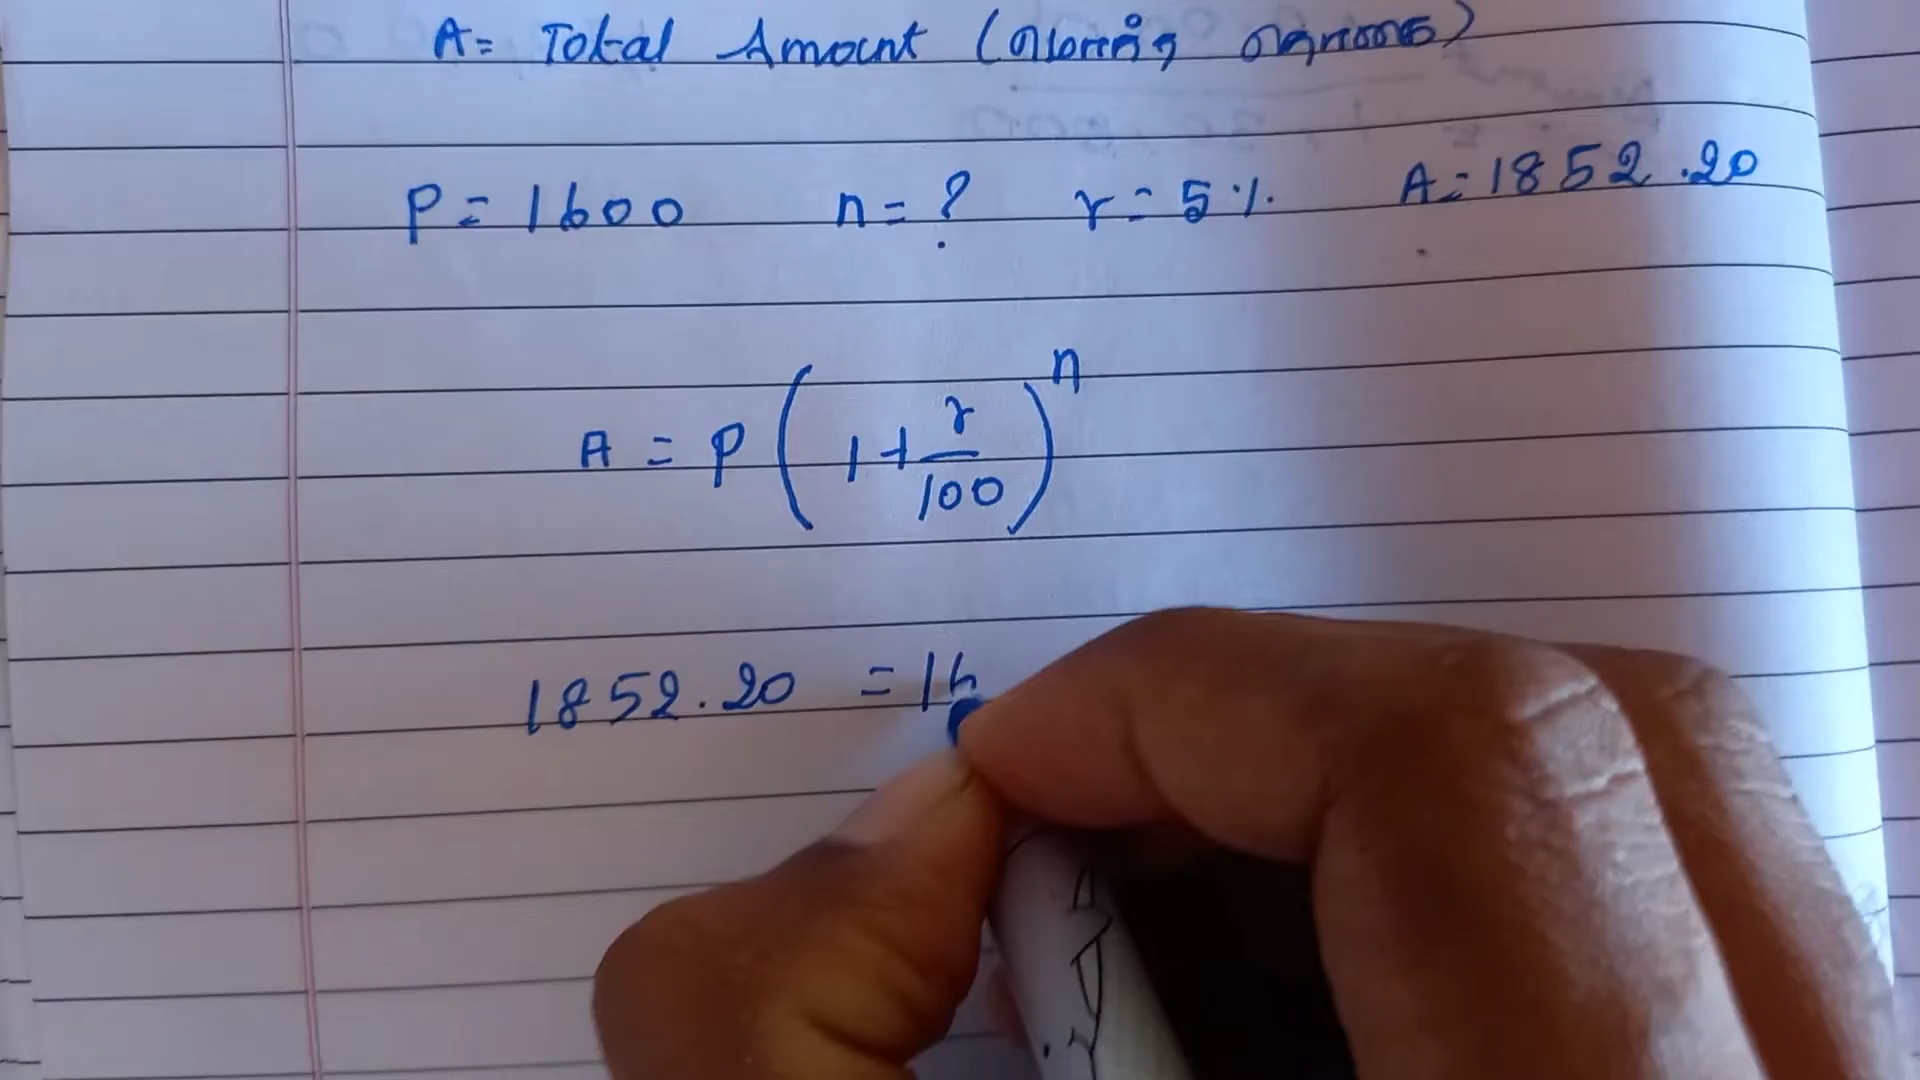 A = Total Amount (மொத்த தொகை)
P = 1600 n = ? r = 5 % A = 1852.20
A = P ( 1 + r/100 )^n
1852.20 = 16